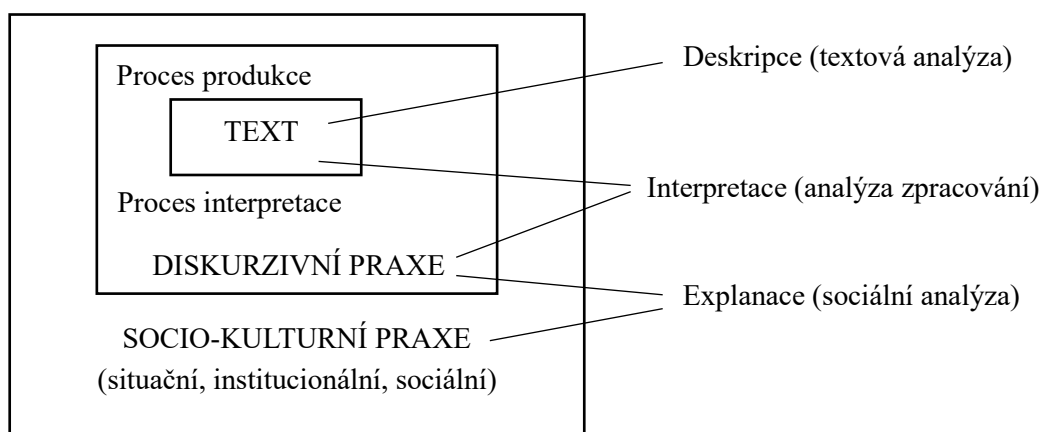 Proces produkce
TEXT
Proces interpretace
DISKURZIVNÍ PRAXE
SOCIO-KULTURNÍ PRAXE
(situační, institucionální, sociální)
Deskripce (textová analýza)
Interpretace (analýza zpracování)
Explanace (sociální analýza)